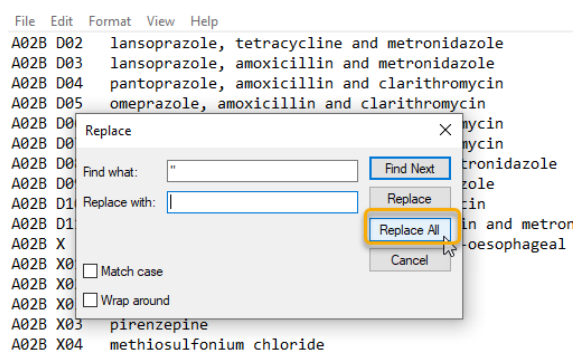 File Edit Format View Help
A02B D02 lansoprazole, tetracycline and metronidazole
A02B D03 lansoprazole, amoxicillin and metronidazole
A02B D04 pantoprazole, amoxicillin and clarithromycin
A02B D05 omeprazole, amoxicillin and clarithromycin
A02B D0 mycin
Replace
A02B D0 mycin
A02B D0 tronidazole
Find what: " Find Next
A02B D0 zole
Replace with: Replace
A02B D1 cin
A02B D1 in and metron
Replace All
A02B X -oesophageal
Cancel
A02B X0
Match case
A02B X0
A02B X0
Wrap around
A02B X03 pirenzepine
A02B X04 methiosulfonium chloride